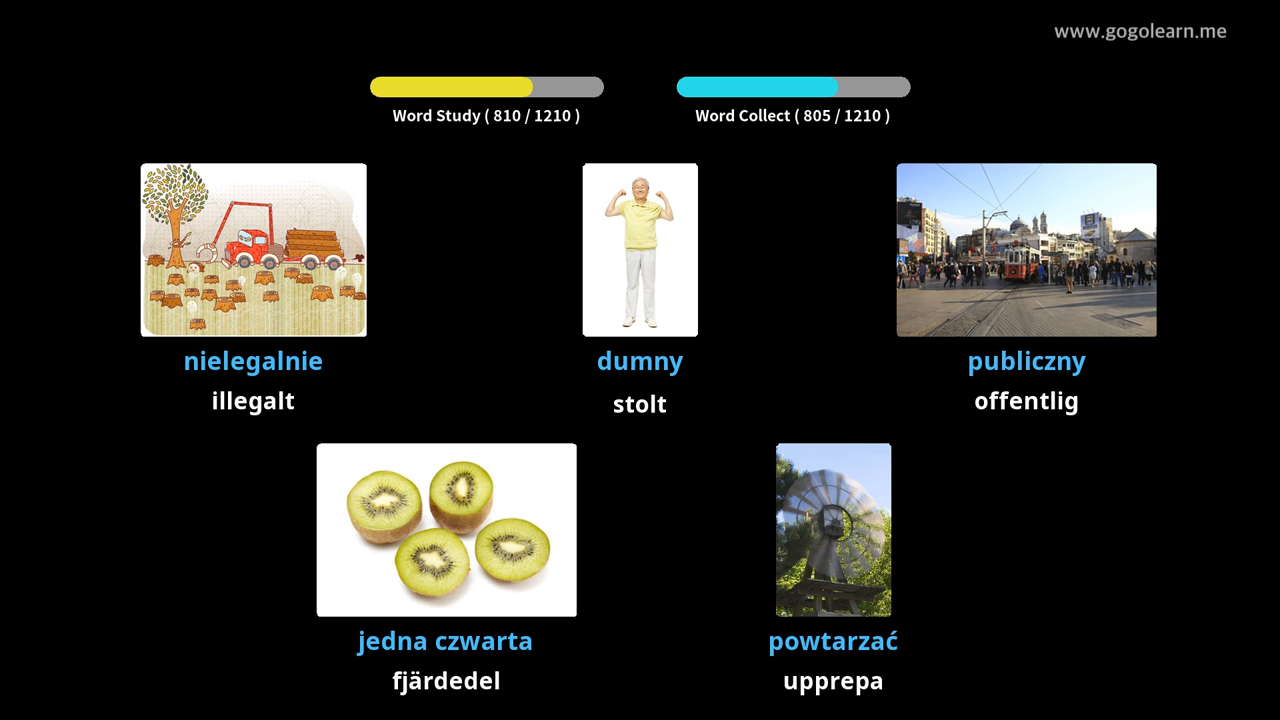 www.gogolearn.me
Word Study ( 810 / 1210 )
Word Collect ( 805 / 1210 )
nielegalnie
illegalt
dumny
stolt
publiczny
offentlig
jedna czwarta
fjärdedel
powtarzać
upprepa